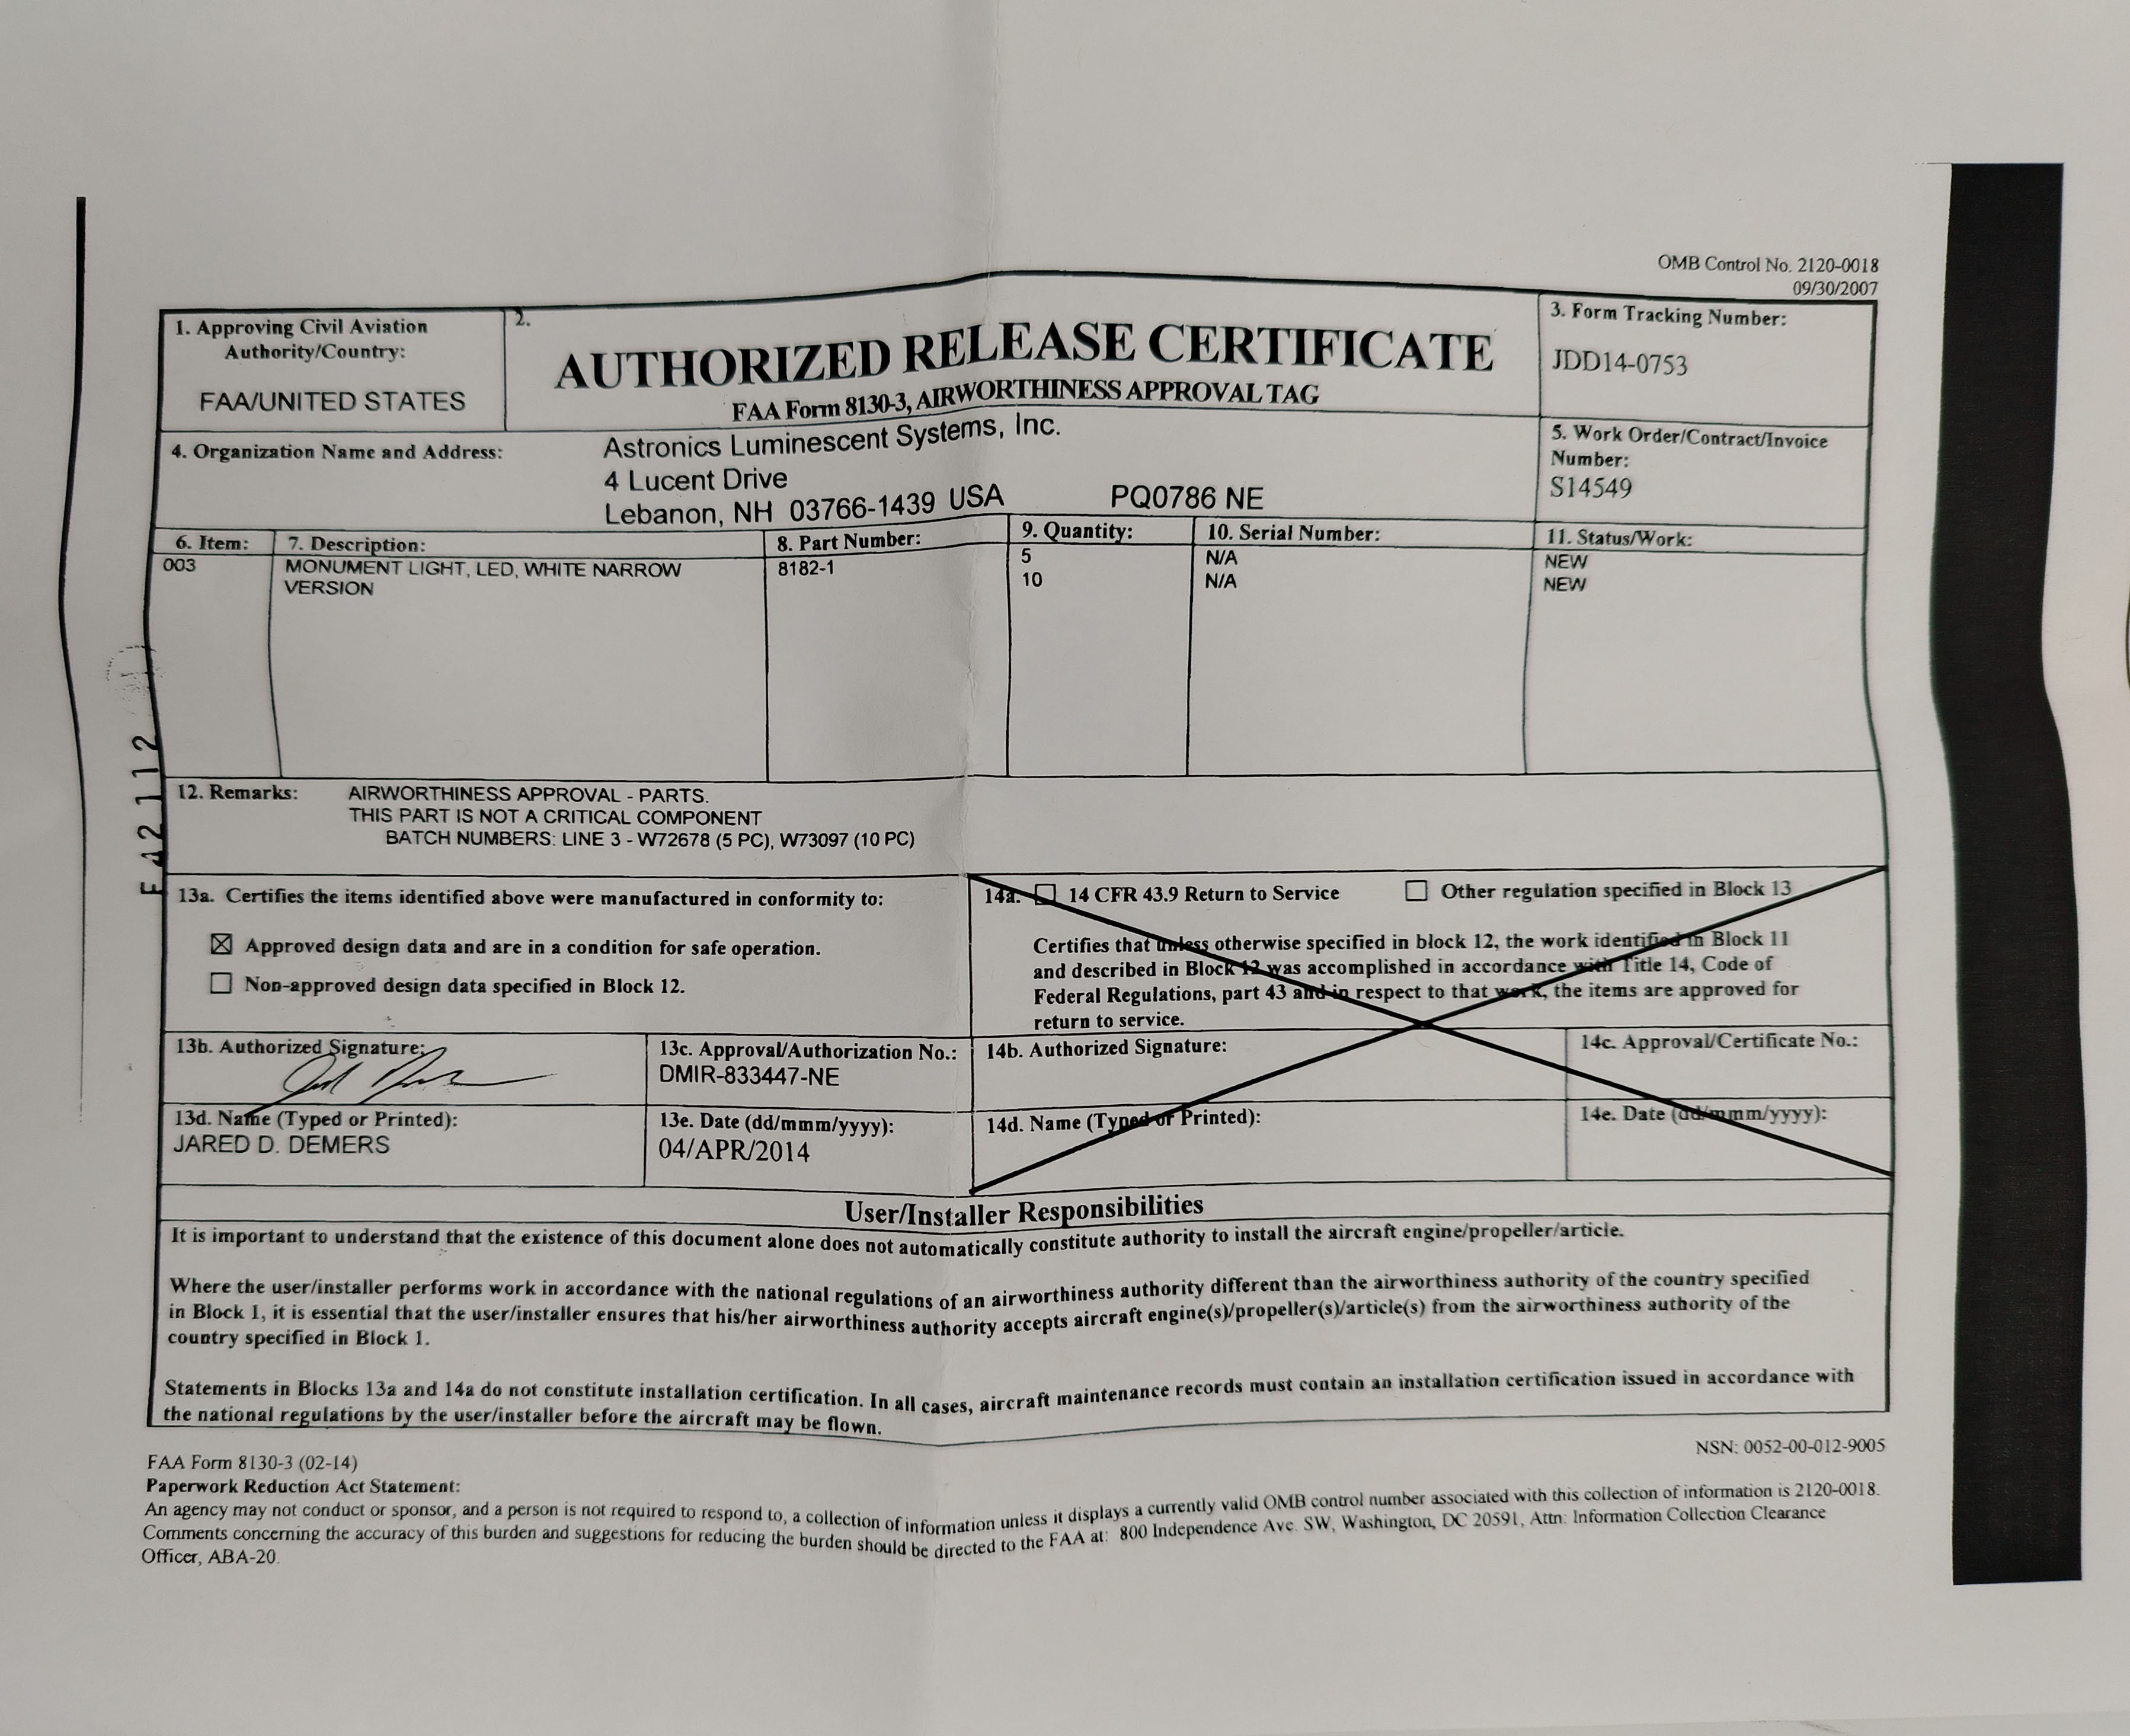 OMB Control No. 2120-0018
09/30/2007
1. Approving Civil Aviation
Authority/Country:
FAA/UNITED STATES
2.
AUTHORIZED RELEASE CERTIFICATE
FAA Form 8130-3, AIRWORTHINESS APPROVAL TAG
3. Form Tracking Number:
JDD14-0753
4. Organization Name and Address:
Astronics Luminescent Systems, Inc.
4 Lucent Drive
Lebanon, NH 03766-1439 USA PQ0786 NE
5. Work Order/Contract/Invoice
Number:
S14549
6. Item: 7. Description: 8. Part Number: 9. Quantity: 10. Serial Number: 11. Status/Work:
003 MONUMENT LIGHT, LED, WHITE NARROW 8182-1 5 N/A NEW
VERSION 10 N/A NEW
12. Remarks: AIRWORTHINESS APPROVAL - PARTS.
THIS PART IS NOT A CRITICAL COMPONENT
BATCH NUMBERS: LINE 3 - W72678 (5 PC), W73097 (10 PC)
42112
13a. Certifies the items identified above were manufactured in conformity to:
Approved design data and are in a condition for safe operation.
Non-approved design data specified in Block 12.
14a. 14 CFR 43.9 Return to Service Other regulation specified in Block 13
Certifies that unless otherwise specified in block 12, the work identified in Block 11
and described in Block 12 was accomplished in accordance with Title 14, Code of
Federal Regulations, part 43 and in respect to that work, the items are approved for
return to service.
13b. Authorized Signature:
13c. Approval/Authorization No.:
DMIR-833447-NE
14b. Authorized Signature:
14c. Approval/Certificate No.:
13d. Name (Typed or Printed):
JARED D. DEMERS
13e. Date (dd/mmm/yyyy):
04/APR/2014
14d. Name (Typed or Printed):
14e. Date (dd/mmm/yyyy):
User/Installer Responsibilities
It is important to understand that the existence of this document alone does not automatically constitute authority to install the aircraft engine/propeller/article.
Where the user/installer performs work in accordance with the national regulations of an airworthiness authority different than the airworthiness authority of the country specified
in Block 1, it is essential that the user/installer ensures that his/her airworthiness authority accepts aircraft engine(s)/propeller(s)/article(s) from the airworthiness authority of the
country specified in Block 1.
Statements in Blocks 13a and 14a do not constitute installation certification. In all cases, aircraft maintenance records must contain an installation certification issued in accordance with
the national regulations by the user/installer before the aircraft may be flown.
FAA Form 8130-3 (02-14)
NSN: 0052-00-012-9005
Paperwork Reduction Act Statement:
An agency may not conduct or sponsor, and a person is not required to respond to, a collection of information unless it displays a currently valid OMB control number associated with this collection of information is 2120-0018.
Comments concerning the accuracy of this burden and suggestions for reducing the burden should be directed to the FAA at: 800 Independence Ave. SW, Washington, DC 20591, Attn: Information Collection Clearance
Officer, ABA-20.